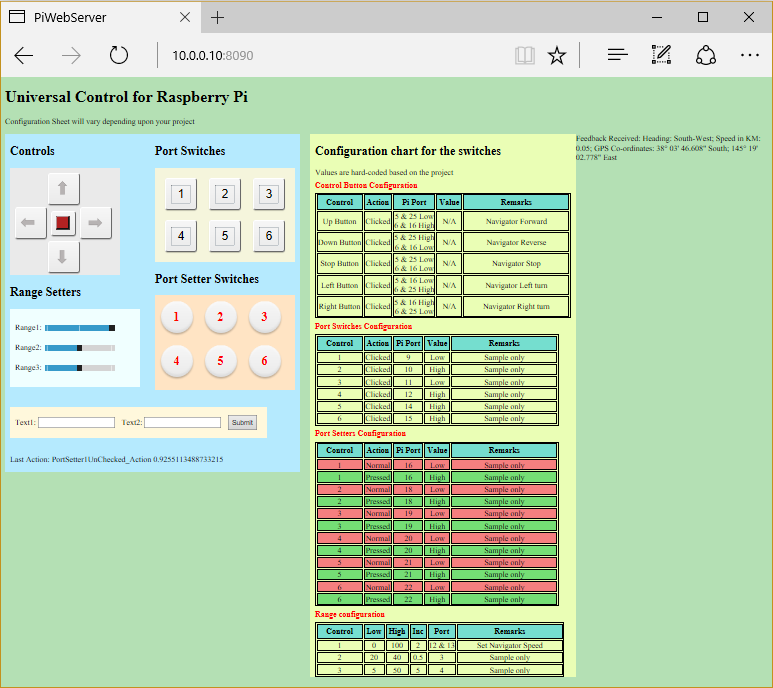 PiWebServer
10.0.0.10:8090
Universal Control for Raspberry Pi
Configuration Sheet will vary depending upon your project
Controls
Port Switches
1 2 3
4 5 6
Port Setter Switches
1 2 3
4 5 6
Range Setters
Range1:
Range2:
Range3:
Text1: Text2: Submit
Last Action: PortSetter1UnChecked_Action 0.9255113488733215
Configuration chart for the switches
Values are hard-coded based on the project
Control Button Configuration
Control Action Pi Port Value Remarks
Up Button Clicked 5 & 25 Low 6 & 16 High N/A Navigator Forward
Down Button Clicked 5 & 25 High 6 & 16 Low N/A Navigator Reverse
Stop Button Clicked 5 & 25 Low 6 & 16 Low N/A Navigator Stop
Left Button Clicked 5 & 16 Low 6 & 25 High N/A Navigator Left turn
Right Button Clicked 5 & 16 High 6 & 25 Low N/A Navigator Right turn
Port Switches Configuration
Control Action Pi Port Value Remarks
1 Clicked 9 Low Sample only
2 Clicked 10 High Sample only
3 Clicked 11 Low Sample only
4 Clicked 12 High Sample only
5 Clicked 14 High Sample only
6 Clicked 15 High Sample only
Port Setters Configuration
Control Action Pi Port Value Remarks
1 Normal 16 Low Sample only
1 Pressed 16 High Sample only
2 Normal 18 Low Sample only
2 Pressed 18 High Sample only
3 Normal 19 Low Sample only
3 Pressed 19 High Sample only
4 Normal 20 Low Sample only
4 Pressed 20 High Sample only
5 Normal 21 Low Sample only
5 Pressed 21 High Sample only
6 Normal 22 Low Sample only
6 Pressed 22 High Sample only
Range configuration
Control Low High Inc Port Remarks
1 0 100 2 12 & 13 Set Navigator Speed
2 20 40 0.5 3 Sample only
3 5 50 5 4 Sample only
Feedback Received: Heading: South-West; Speed in KM:
0.05; GPS Co-ordinates: 38° 03' 46.608" South; 145° 19'
02.778" East